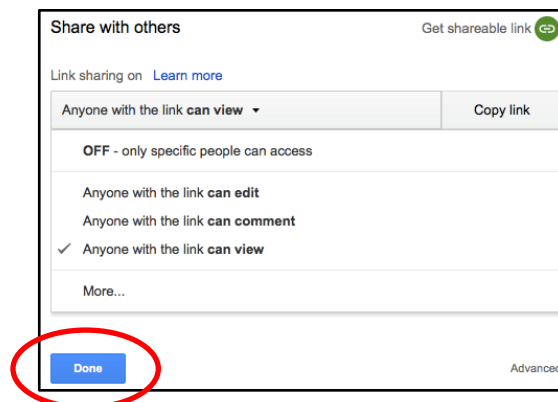 Share with others
Get shareable link
Link sharing on Learn more
Anyone with the link can view
Copy link
OFF - only specific people can access
Anyone with the link can edit
Anyone with the link can comment
Anyone with the link can view
More...
Done
Advanced